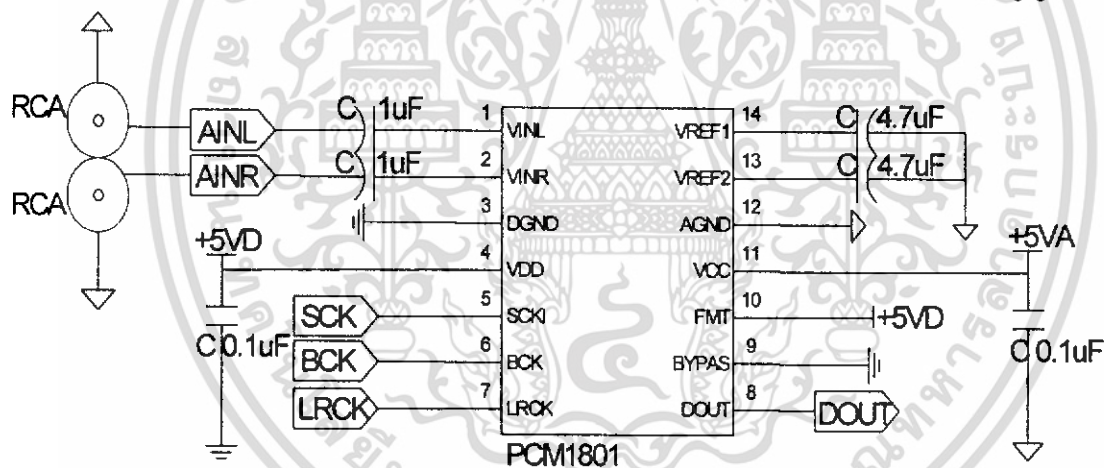 RCA
RCA
AINL
AINR
C 1uF
C 1uF
1 VINL
2 VINR
3 DGND
4 VDD
5 SCKI
6 BCK
7 LRCK
14 VREF1
13 VREF2
12 AGND
11 VCC
10 FMT
9 BYPAS
8 DOUT
C 4.7uF
C 4.7uF
+5VD
C 0.1uF
SCK
BCK
LRCK
+5VA
+5VD
C 0.1uF
DOUT
PCM1801